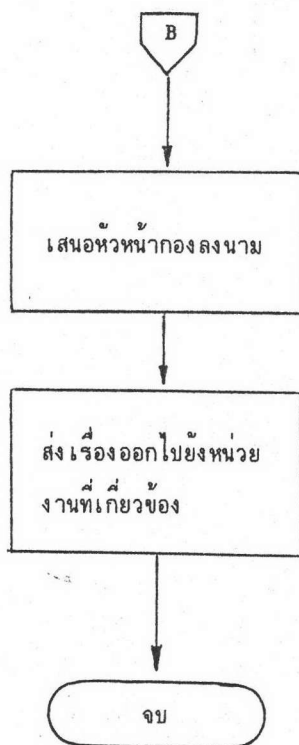 B
เสนอหัวหน้ากองลงนาม
ส่งเรื่องออกไปยังหน่วย
งานที่เกี่ยวข้อง
จบ